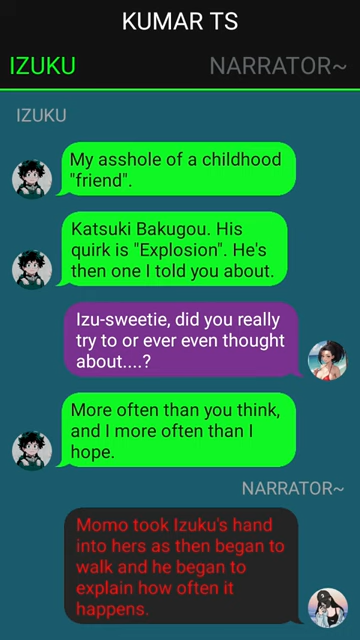 KUMAR TS
IZUKU
NARRATOR~
IZUKU
My asshole of a childhood
"friend".
Katsuki Bakugou. His
quirk is "Explosion". He's
then one I told you about.
Izu-sweetie, did you really
try to or ever even thought
about....?
More often than you think,
and I more often than I
hope.
NARRATOR~
Momo took Izuku's hand
into hers as then began to
walk and he began to
explain how often it
happens.